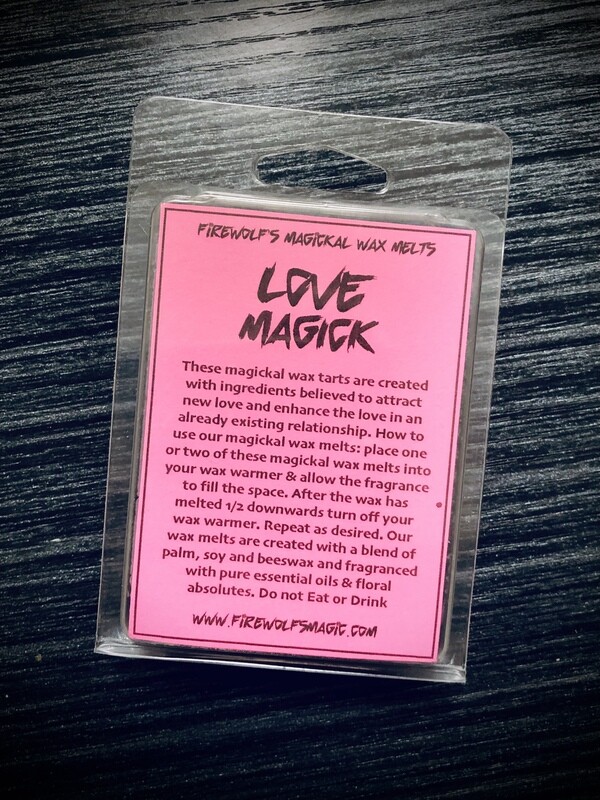 FIREWOLF'S MAGICKAL WAX MELTS
LOVE
MAGICK
These magickal wax tarts are created
with ingredients believed to attract
new love and enhance the love in an
already existing relationship. How to
use our magickal wax melts: place one
or two of these magickal wax melts into
your wax warmer & allow the fragrance
to fill the space. After the wax has
melted 1/2 downwards turn off your
wax warmer. Repeat as desired. Our
wax melts are created with a blend of
palm, soy and beeswax and fragranced
with pure essential oils & floral
absolutes. Do not Eat or Drink
WWW.FIREWOLFSMAGIC.COM